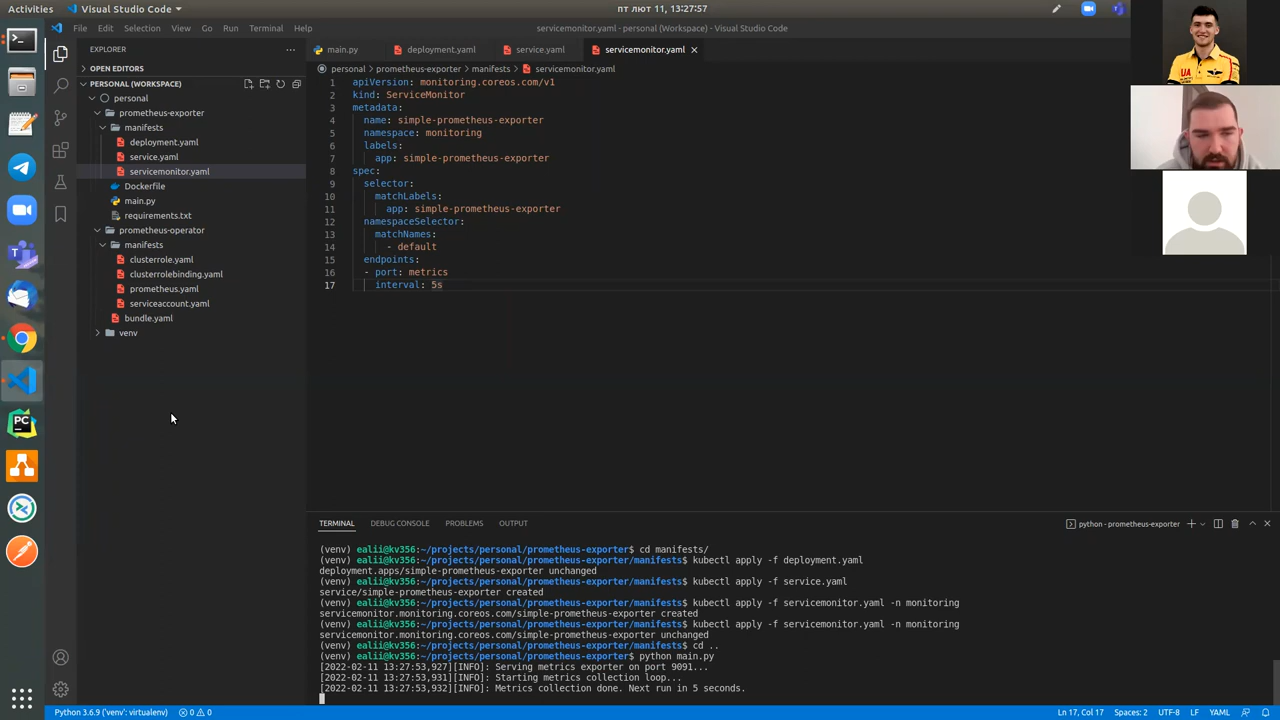 Activities
Visual Studio Code
пт лют 11, 13:27:57
File
Edit
Selection
View
Go
Run
Terminal
Help
servicemonitor.yaml - personal (Workspace) - Visual Studio Code
EXPLORER
main.py
deployment.yaml
service.yaml
servicemonitor.yaml
OPEN EDITORS
personal
prometheus-exporter
manifests
servicemonitor.yaml
PERSONAL (WORKSPACE)
personal
prometheus-exporter
manifests
deployment.yaml
service.yaml
servicemonitor.yaml
Dockerfile
main.py
requirements.txt
prometheus-operator
manifests
clusterrole.yaml
clusterrolebinding.yaml
prometheus.yaml
serviceaccount.yaml
bundle.yaml
venv
1 apiVersion: monitoring.coreos.com/v1
2 kind: ServiceMonitor
3 metadata:
4 name: simple-prometheus-exporter
5 namespace: monitoring
6 labels:
7 app: simple-prometheus-exporter
8 spec:
9 selector:
10 matchLabels:
11 app: simple-prometheus-exporter
12 namespaceSelector:
13 matchNames:
14 - default
15 endpoints:
16 - port: metrics
17 interval: 5s
UA
TERMINAL
DEBUG CONSOLE
PROBLEMS
OUTPUT
python - prometheus-exporter
(venv) ealii@kv356:~/projects/personal/prometheus-exporter$ cd manifests/
(venv) ealii@kv356:~/projects/personal/prometheus-exporter/manifests$ kubectl apply -f deployment.yaml
deployment.apps/simple-prometheus-exporter unchanged
(venv) ealii@kv356:~/projects/personal/prometheus-exporter/manifests$ kubectl apply -f service.yaml
service/simple-prometheus-exporter created
(venv) ealii@kv356:~/projects/personal/prometheus-exporter/manifests$ kubectl apply -f servicemonitor.yaml -n monitoring
servicemonitor.monitoring.coreos.com/simple-prometheus-exporter created
(venv) ealii@kv356:~/projects/personal/prometheus-exporter/manifests$ kubectl apply -f servicemonitor.yaml -n monitoring
servicemonitor.monitoring.coreos.com/simple-prometheus-exporter unchanged
(venv) ealii@kv356:~/projects/personal/prometheus-exporter/manifests$ cd ..
(venv) ealii@kv356:~/projects/personal/prometheus-exporter$ python main.py
[2022-02-11 13:27:53,927][INFO]: Serving metrics exporter on port 9091...
[2022-02-11 13:27:53,931][INFO]: Starting metrics collection loop...
[2022-02-11 13:27:53,932][INFO]: Metrics collection done. Next run in 5 seconds.
Python 3.6.9 ('venv': virtualenv)
0
0
Ln 17, Col 17
Spaces: 2
UTF-8
LF
YAML